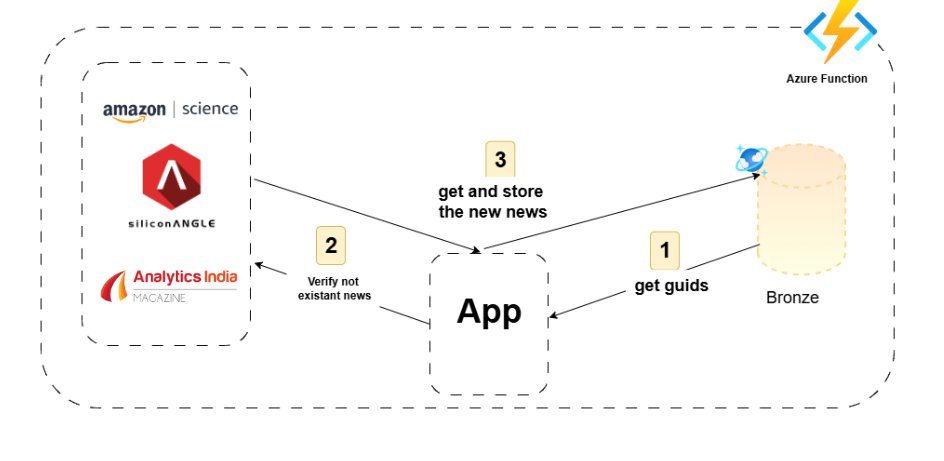 Azure Function
amazon | science
siliconANGLE
Analytics India
MAGAZINE
3
get and store
the new news
2
Verify not
existant news
1
get guids
App
Bronze